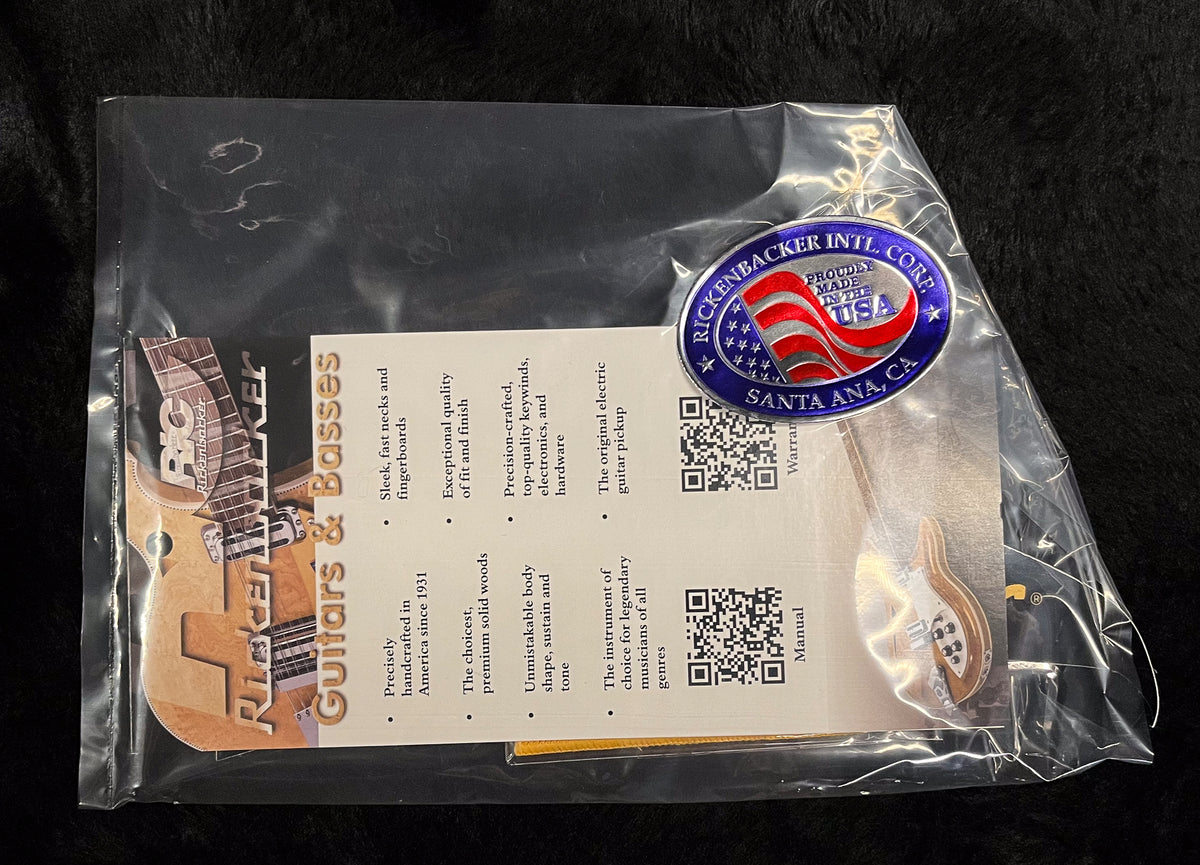 RIC
Rickenbacker
RICKENBACKER
Guitars & Basses
• Precisely
handcrafted in
America since 1931
• The choicest,
premium solid woods
• Unmistakable body
shape, sustain and
tone
• The instrument of
choice for legendary
musicians of all
genres
• Sleek, fast necks and
fingerboards
• Exceptional quality
of fit and finish
• Precision-crafted,
top-quality keywinds,
electronics, and
hardware
• The original electric
guitar pickup
Manual
Warran
RICKENBACKER INTL. CORP.
PROUDLY
MADE
IN THE
USA
SANTA ANA, CA
®